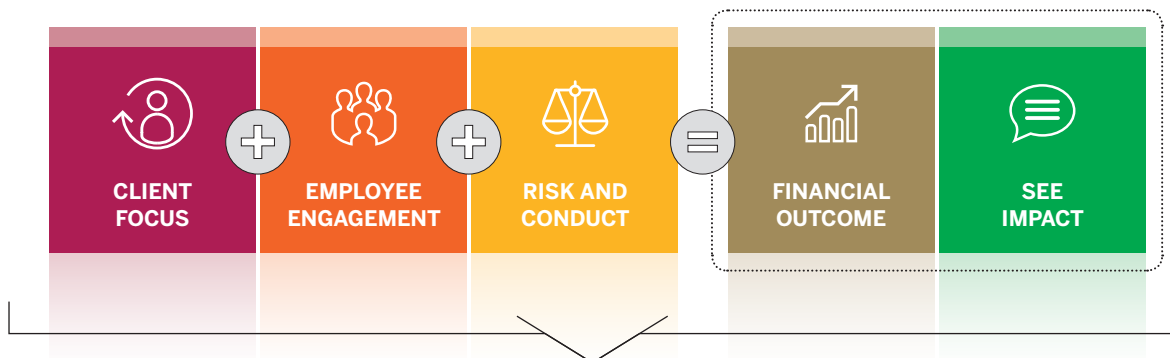 CLIENT
FOCUS
+
EMPLOYEE
ENGAGEMENT
+
RISK AND
CONDUCT
=
FINANCIAL
OUTCOME
SEE
IMPACT